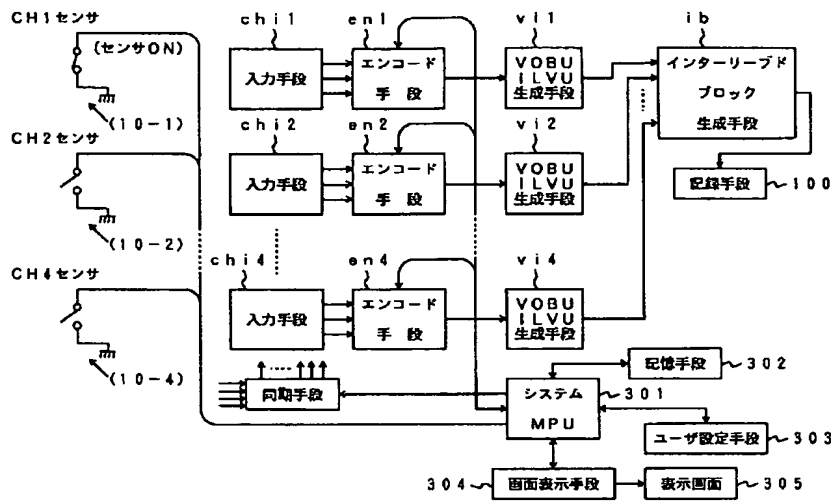 CH1センサ
(センサON)
(10-1)
CH2センサ
(10-2)
CH4センサ
(10-4)
chi1
入力手段
en1
エンコード
手段
vi1
VOBU
ILVU
生成手段
ib
インターリーブド
ブロック
生成手段
chi2
入力手段
en2
エンコード
手段
vi2
VOBU
ILVU
生成手段
記録手段
100
chi4
入力手段
en4
エンコード
手段
vi4
VOBU
ILVU
生成手段
同期手段
システム
MPU
301
記憶手段
302
ユーザ設定手段
303
304
画面表示手段
表示画面
305